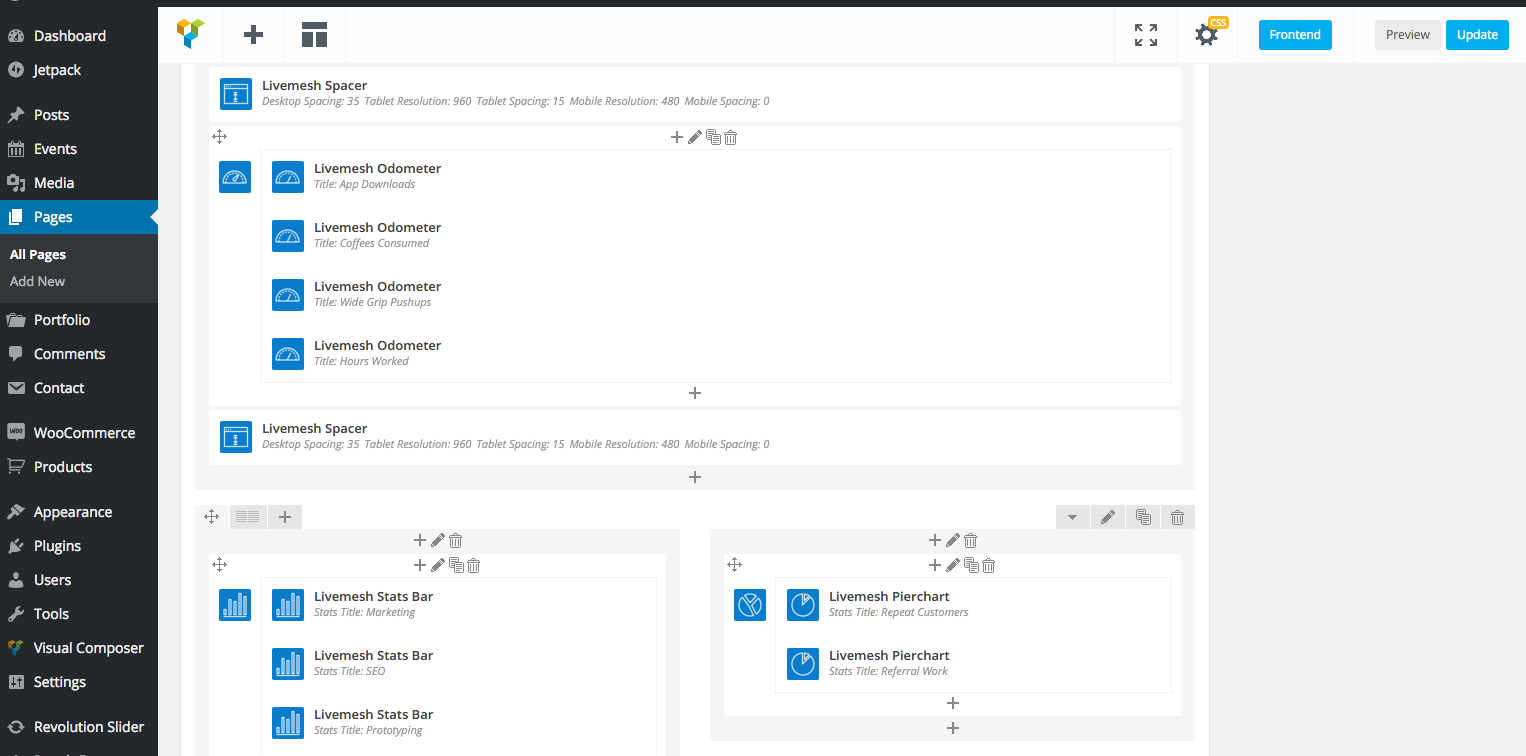 Dashboard
Jetpack
Posts
Events
Media
Pages
All Pages
Add New
Portfolio
Comments
Contact
WOO WooCommerce
Products
Appearance
Plugins
Users
Tools
Visual Composer
Settings
Revolution Slider
CSS
Frontend
Preview
Update
Livemesh Spacer
Desktop Spacing: 35 Tablet Resolution: 960 Tablet Spacing: 15 Mobile Resolution: 480 Mobile Spacing: 0
Livemesh Odometer
Title: App Downloads
Livemesh Odometer
Title: Coffees Consumed
Livemesh Odometer
Title: Wide Grip Pushups
Livemesh Odometer
Title: Hours Worked
Livemesh Spacer
Desktop Spacing: 35 Tablet Resolution: 960 Tablet Spacing: 15 Mobile Resolution: 480 Mobile Spacing: 0
Livemesh Stats Bar
Stats Title: Marketing
Livemesh Stats Bar
Stats Title: SEO
Livemesh Stats Bar
Stats Title: Prototyping
Livemesh Pierchart
Stats Title: Repeat Customers
Livemesh Pierchart
Stats Title: Referral Work